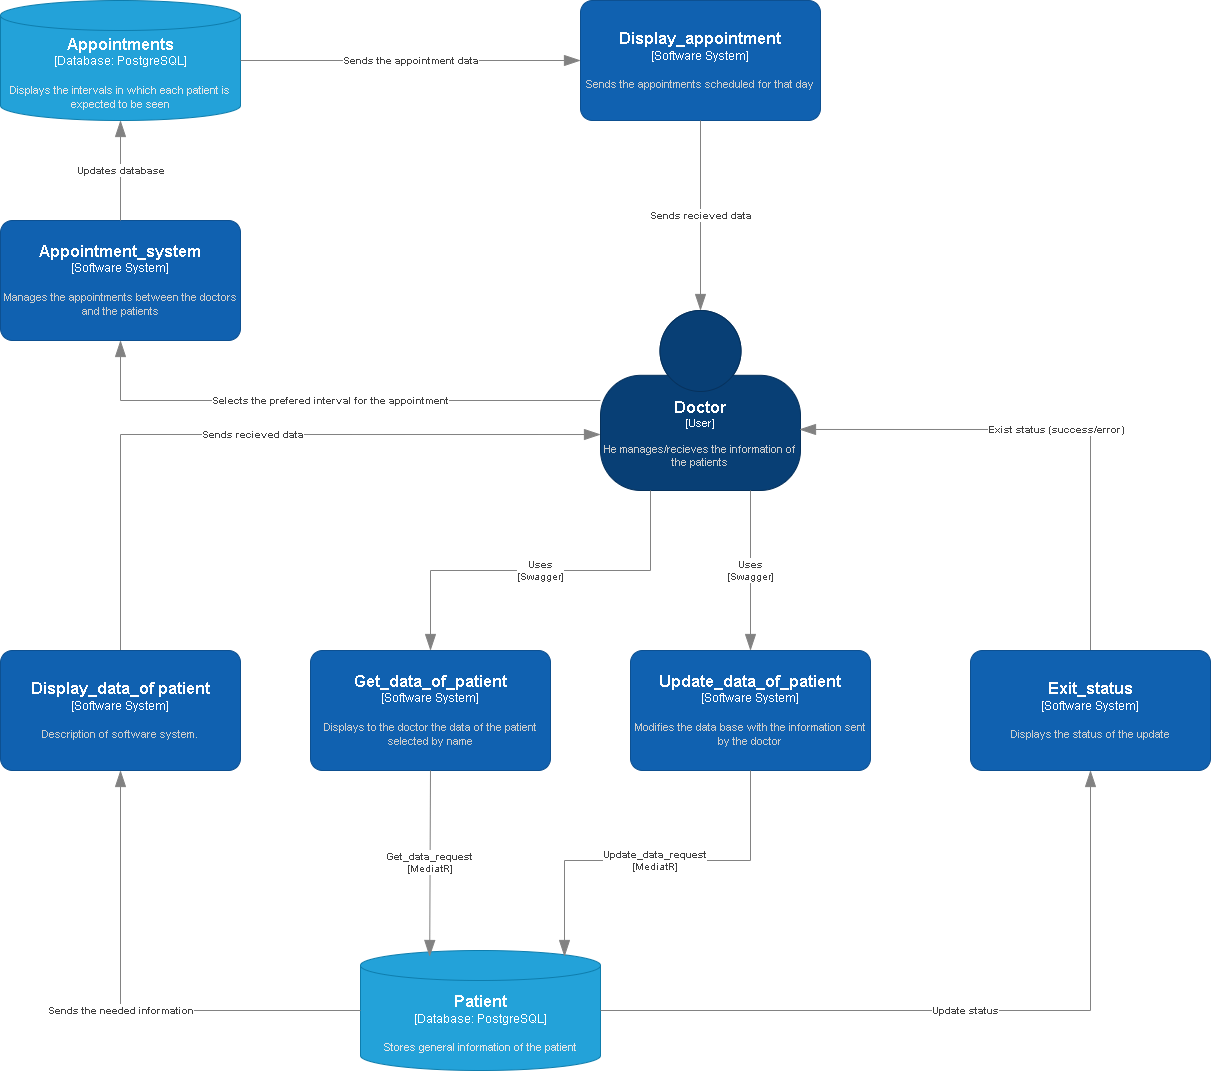 Appointments
[Database: PostgreSQL]
Displays the intervals in which each patient is
expected to be seen
Sends the appointment data
Display_appointment
[Software System]
Sends the appointments scheduled for that day
Updates database
Sends recieved data
Appointment_system
[Software System]
Manages the appointments between the doctors
and the patients
Selects the prefered interval for the appointment
Doctor
[User]
He manages/recieves the information of
the patients
Sends recieved data
Exist status (success/error)
Uses
[Swagger]
Uses
[Swagger]
Display_data_of patient
[Software System]
Description of software system.
Get_data_of_patient
[Software System]
Displays to the doctor the data of the patient
selected by name
Update_data_of_patient
[Software System]
Modifies the data base with the information sent
by the doctor
Exit_status
[Software System]
Displays the status of the update
Get_data_request
[MediatR]
Update_data_request
[MediatR]
Patient
[Database: PostgreSQL]
Stores general information of the patient
Sends the needed information
Update status